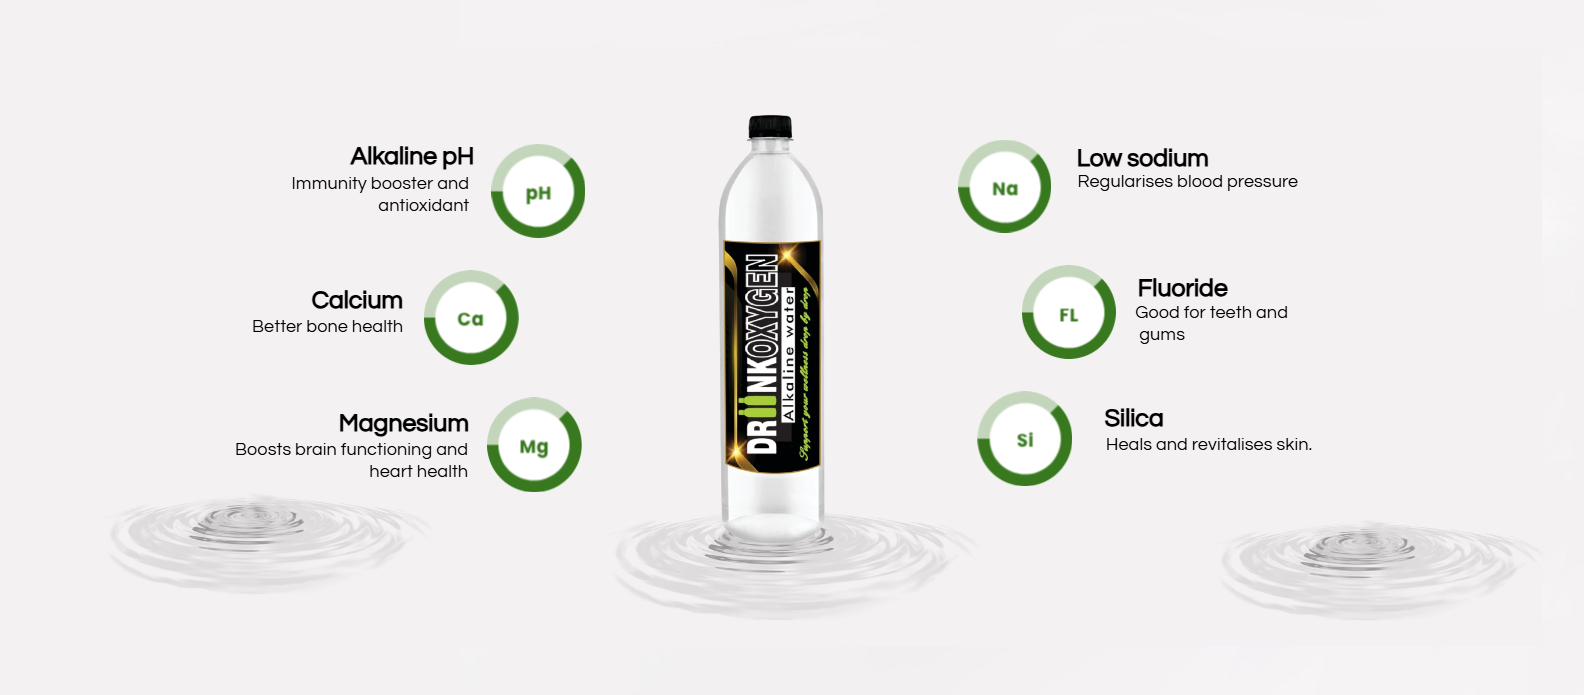 Alkaline pH
Immunity booster and
antioxidant
pH
Calcium
Better bone health
Ca
Magnesium
Boosts brain functioning and
heart health
Mg
DRINKOXYGEN
Alkaline water
Support your wellness drop by drop
Na
Low sodium
Regularises blood pressure
FL
Fluoride
Good for teeth and
gums
Si
Silica
Heals and revitalises skin.